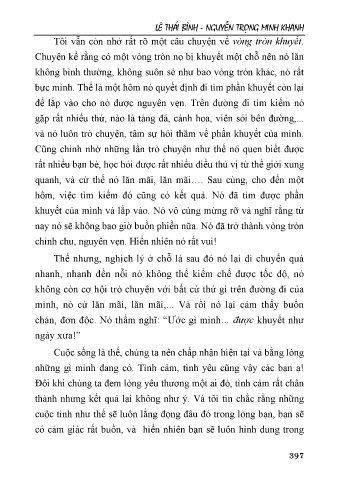 LÊ THÁI BÌNH - NGUYỄN TRỌNG MINH KHANH
Tôi vẫn còn nhớ rất rõ một câu chuyện về vòng tròn khuyết.
Chuyện kể rằng có một vòng tròn nọ bị khuyết một chỗ nên nó lăn
không bình thường, không suôn sẻ như bao vòng tròn khác, nó rất
bực mình. Thế là một hôm nó quyết định đi tìm phần khuyết còn lại
để lắp vào cho nó được nguyên vẹn. Trên đường đi tìm kiếm nó
gặp rất nhiều thứ, nào là tảng đá, cánh hoa, viên sỏi bên đường,...
và nó luôn trò chuyện, tâm sự hỏi thăm về phần khuyết của mình.
Cũng chính nhờ những lần trò chuyện như thế nó quen biết được
rất nhiều bạn bè, học hỏi được rất nhiều điều thú vị từ thế giới xung
quanh, và cứ thế nó lăn mãi, lăn mãi…. Sau cùng, cho đến một
hôm, việc tìm kiếm đó cũng có kết quả. Nó đã tìm được phần
khuyết của mình và lắp vào. Nó vô cùng mừng rỡ và nghĩ rằng từ
nay nó sẽ không bao giờ buồn phiền nữa. Nó đã trở thành vòng tròn
chỉnh chu, nguyên vẹn. Hiển nhiên nó rất vui!
Thế nhưng, nghịch lý ở chỗ là sau đó nó lại di chuyển quá
nhanh, nhanh đến nỗi nó không thể kiềm chế được tốc độ, nó
không còn cơ hội trò chuyện với bất cứ thứ gì trên đường đi của
mình, nó cứ lăn mãi, lăn mãi,... Và rồi nó lại cảm thấy buồn
chán, đơn độc. Nó thầm nghĩ: “Ước gì mình... được khuyết như
ngày xưa!”
Cuộc sống là thế, chúng ta nên chấp nhận hiện tại và bằng lòng
những gì mình đang có. Tình cảm, tình yêu cũng vậy các bạn ạ!
Đôi khi chúng ta đem lòng yêu thương một ai đó, tình cảm rất chân
thành nhưng kết quả lại không như ý. Và tôi tin chắc rằng những
cuộc tình như thế sẽ luôn lắng đọng đâu đó trong lòng bạn, bạn sẽ
có cảm giác rất buồn, và hiển nhiên bạn sẽ luôn hình dung trong
397